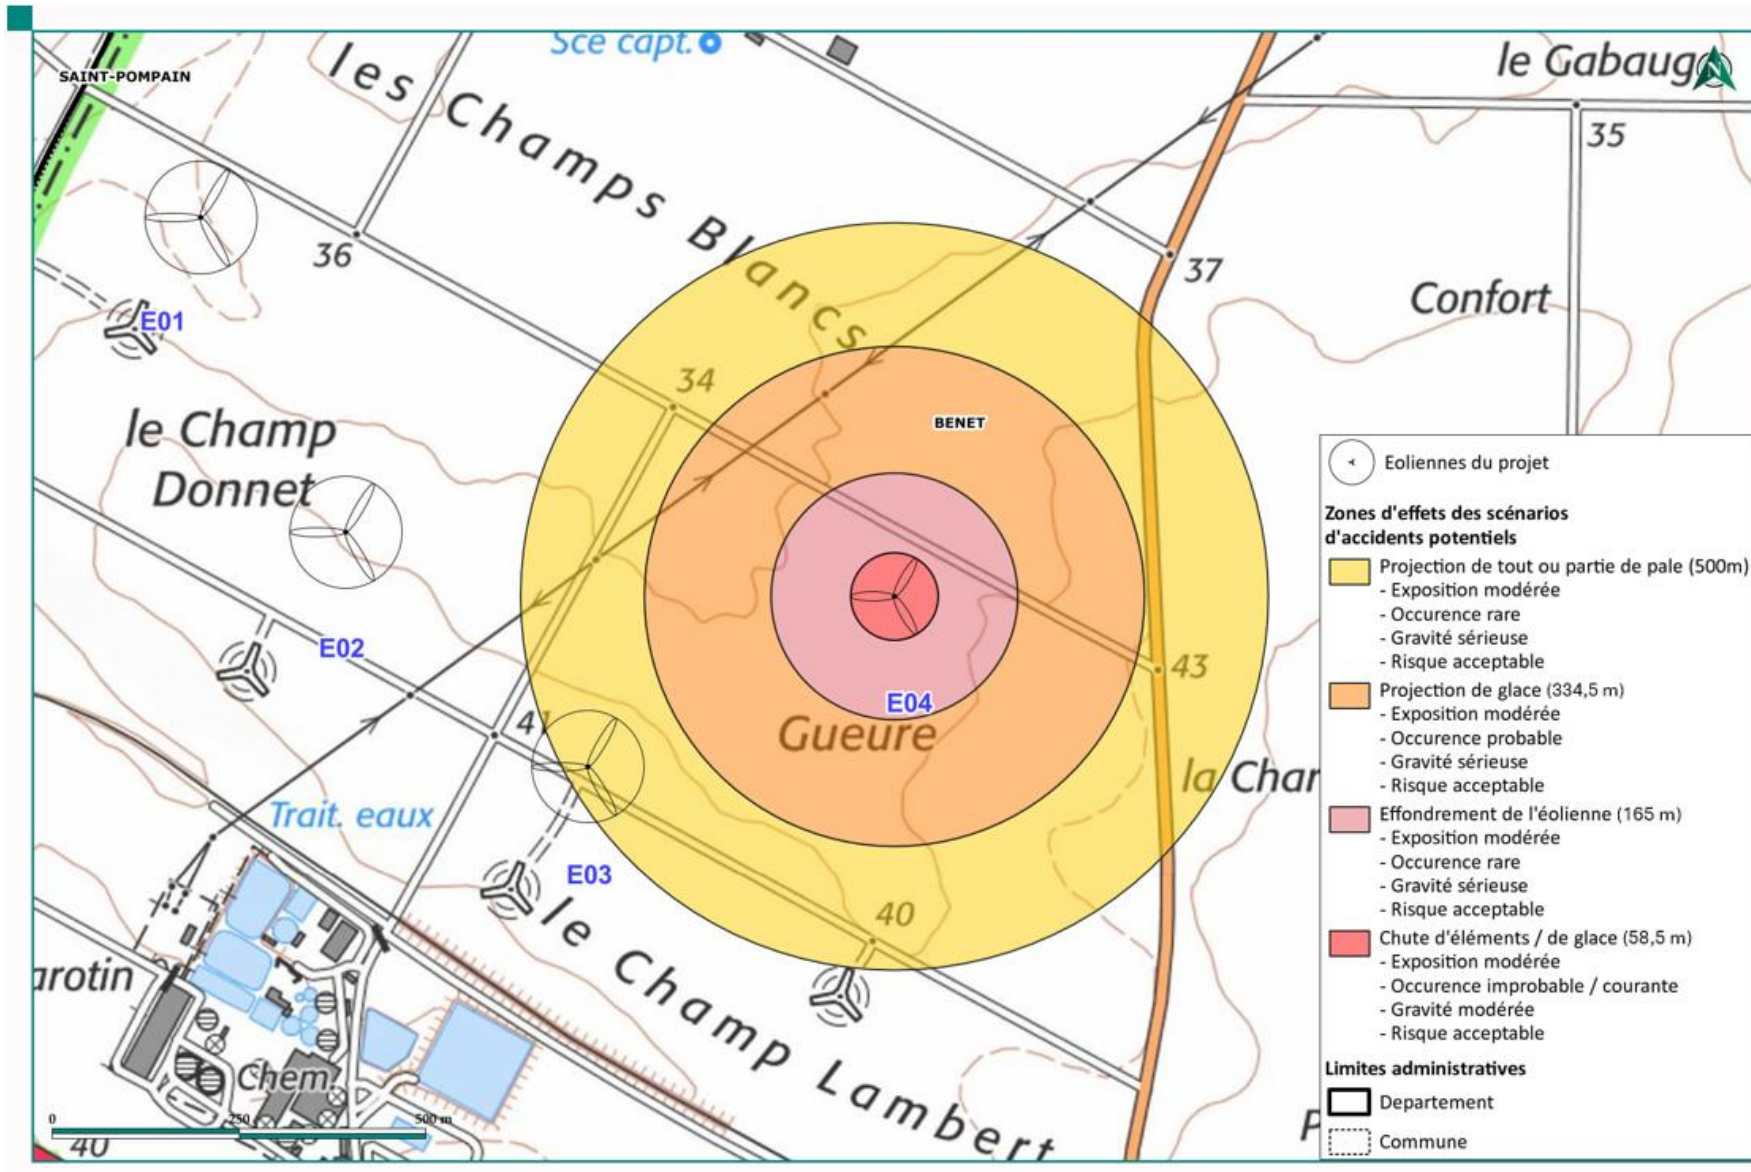 Sce capt.
le Gabaug
N
SAINT-POMPAIN
les Champs Blancs
35
36
37
E01
Confort
34
le Champ
Donnet
BENET
E02
43
E04
41
Gueure
la Char
Trait. eaux
E03
40
le Champ Lambert
arotin
Chem.
0 250 500 m
40
P
Eoliennes du projet
Zones d'effets des scénarios
d'accidents potentiels
Projection de tout ou partie de pale (500m)
- Exposition modérée
- Occurence rare
- Gravité sérieuse
- Risque acceptable
Projection de glace (334,5 m)
- Exposition modérée
- Occurence probable
- Gravité sérieuse
- Risque acceptable
Effondrement de l'éolienne (165 m)
- Exposition modérée
- Occurence rare
- Gravité sérieuse
- Risque acceptable
Chute d'éléments / de glace (58,5 m)
- Exposition modérée
- Occurence improbable / courante
- Gravité modérée
- Risque acceptable
Limites administratives
Departement
Commune